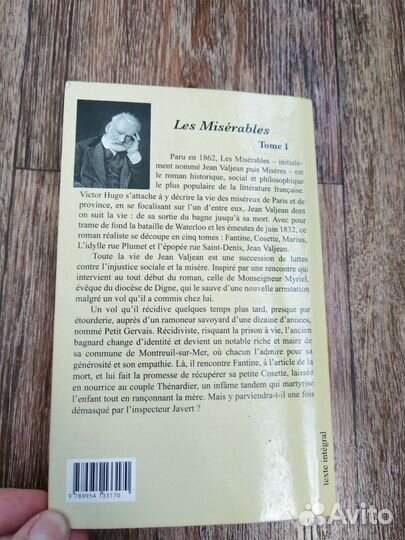 Les Misérables
Tome 1
Paru en 1862, Les Misérables – initiale-
ment nommé Jean Valjean puis Misères – est
le roman historique, social et philosophique
le plus populaire de la littérature française.
Victor Hugo s'attache à y décrire la vie des miséreux de Paris et de
province, en se focalisant sur l'un d'entre eux, Jean Valjean dont
on suit la vie : de sa sortie du bagne jusqu'à sa mort. Avec pour
trame de fond la bataille de Waterloo et les émeutes de juin 1832, ce
roman réaliste se découpe en cinq tomes : Fantine, Cosette, Marius,
L'idylle rue Plumet et l'épopée rue Saint-Denis, Jean Valjean.
Toute la vie de Jean Valjean est une succession de luttes
contre l'injustice sociale et la misère. Inspiré par une rencontre qui
intervient au tout début du roman, celle de Monseigneur Myriel,
évêque du diocèse de Digne, qui le sauve d'une nouvelle arrestation
malgré un vol qu'il a commis chez lui.
Un vol qu'il récidive quelques temps plus tard, presque par
étourderie, auprès d'un ramoneur savoyard d'une dizaine d'années,
nommé Petit Gervais. Récidiviste, risquant la prison à vie, l'ancien
bagnard change d'identité et devient un notable riche et maire de
sa commune de Montreuil-sur-Mer, où chacun l'admire pour sa
générosité et son empathie. Là, il rencontre Fantine, à l'article de la
mort, et lui fait la promesse de récupérer sa petite Cosette, laissée
en nourrice au couple Thénardier, un infâme tandem qui martyrise
l'enfant tout en rançonnant la mère. Mais y parviendra-t-il une fois
démasqué par l'inspecteur Javert ?
texte intégral
9 789954 133170
Avito